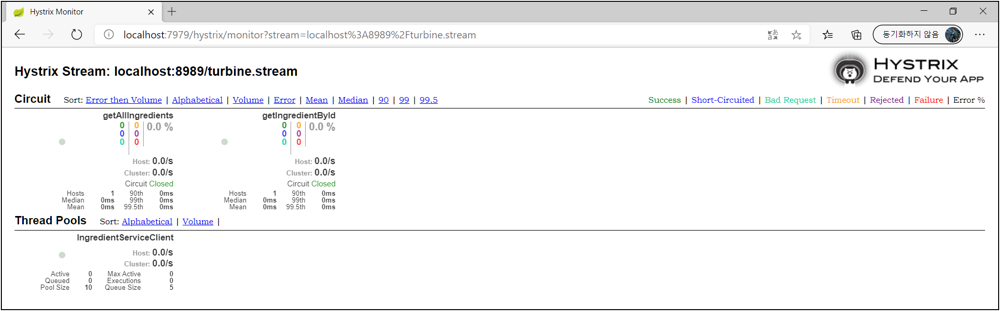 Hystrix Monitor
localhost:7979/hystrix/monitor?stream=localhost%3A8989%2Fturbine.stream
동기화하지 않음
Hystrix Stream: localhost:8989/turbine.stream
HYSTRIX
DEFEND YOUR APP
Circuit Sort: Error then Volume | Alphabetical | Volume | Error | Mean | Median | 90 | 99 | 99.5
Success | Short-Circuited | Bad Request | Timeout | Rejected | Failure | Error %
getAllIngredients
0 0 0.0 %
0 0
0 0
Host: 0.0/s
Cluster: 0.0/s
Circuit Closed
Hosts 1 90th 0ms
Median 0ms 99th 0ms
Mean 0ms 99.5th 0ms
getIngredientById
0 0 0.0 %
0 0
0 0
Host: 0.0/s
Cluster: 0.0/s
Circuit Closed
Hosts 1 90th 0ms
Median 0ms 99th 0ms
Mean 0ms 99.5th 0ms
Thread Pools Sort: Alphabetical | Volume |
IngredientServiceClient
Host: 0.0/s
Cluster: 0.0/s
Active 0 Max Active 0
Queued 0 Executions 0
Pool Size 10 Queue Size 5